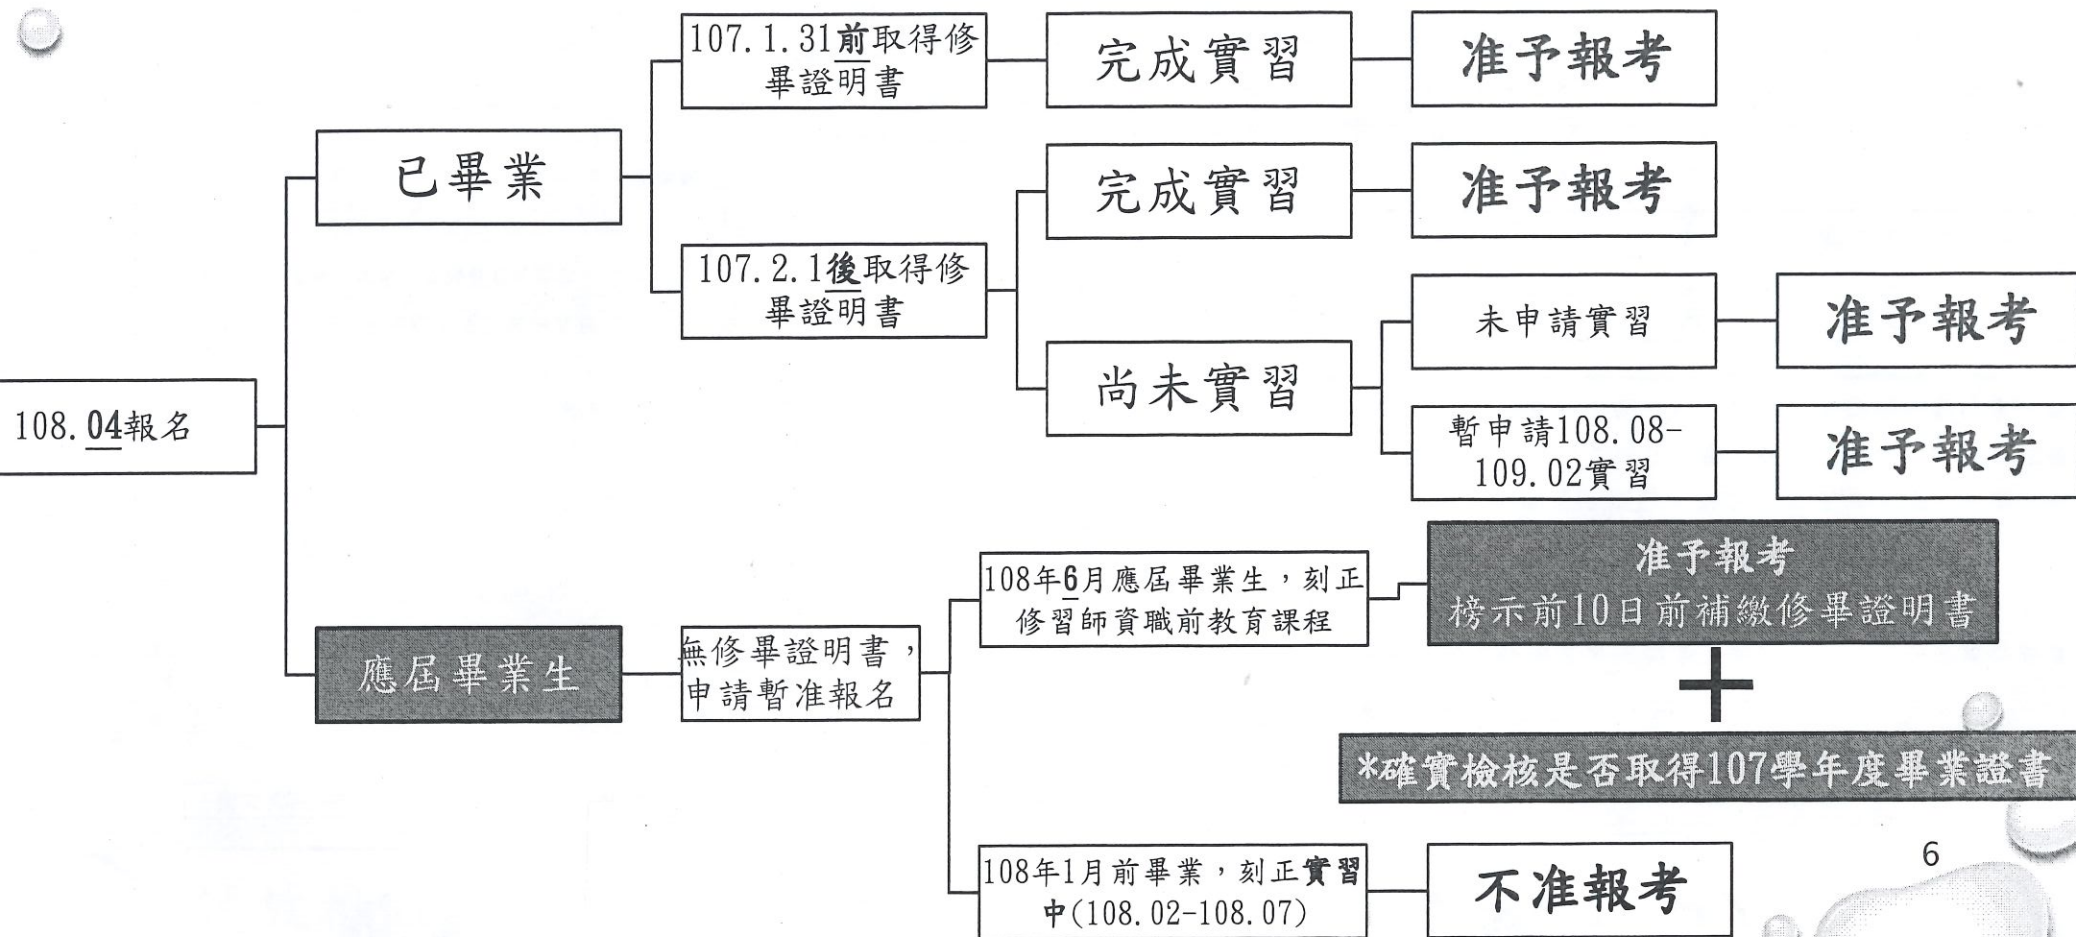 107.1.31前取得修
畢證明書
完成實習
准予報考
已畢業
完成實習
准予報考
107.2.1後取得修
畢證明書
未申請實習
准予報考
尚未實習
108.04報名
暫申請108.08-
109.02實習
准予報考
108年6月應屆畢業生，刻正
修習師資職前教育課程
准予報考
榜示前10日前補繳修畢證明書
應屆畢業生
無修畢證明書，
申請暫准報名
+
*確實檢核是否取得107學年度畢業證書
108年1月前畢業，刻正實習
中(108.02-108.07)
不准報考
6